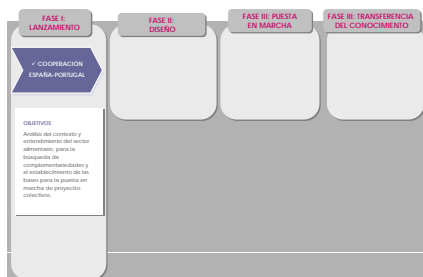 FASE I:
LANZAMIENTO
FASE II:
DISEÑO
FASE III: PUESTA
EN MARCHA
FASE III: TRANSFERENCIA
DEL CONOCIMIENTO
✓ COOPERACIÓN
ESPAÑA-PORTUGAL
OBJETIVOS
Análisis del contexto y
entendimiento del sector
alimentario, para la
búsqueda de
complementariedades y
el establecimiento de las
bases para la puesta en
marcha de proyectos
colectivos